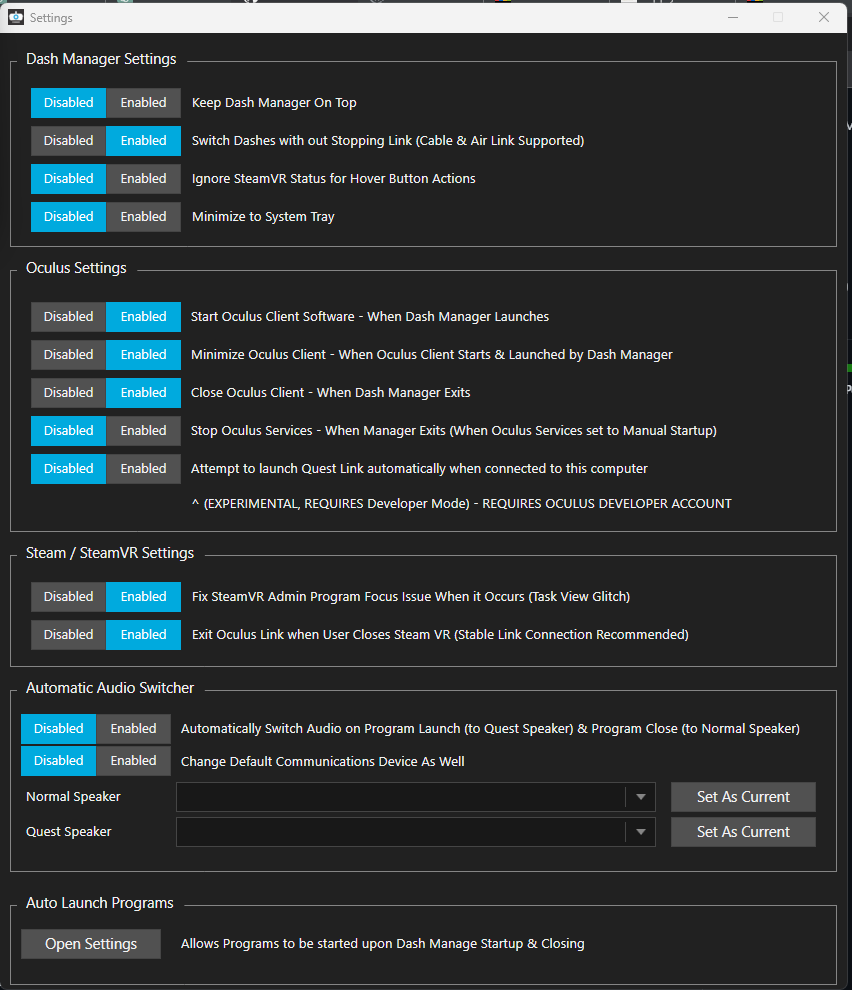 Settings
Dash Manager Settings
Disabled Enabled Keep Dash Manager On Top
Disabled Enabled Switch Dashes with out Stopping Link (Cable & Air Link Supported)
Disabled Enabled Ignore SteamVR Status for Hover Button Actions
Disabled Enabled Minimize to System Tray
Oculus Settings
Disabled Enabled Start Oculus Client Software - When Dash Manager Launches
Disabled Enabled Minimize Oculus Client - When Oculus Client Starts & Launched by Dash Manager
Disabled Enabled Close Oculus Client - When Dash Manager Exits
Disabled Enabled Stop Oculus Services - When Manager Exits (When Oculus Services set to Manual Startup)
Disabled Enabled Attempt to launch Quest Link automatically when connected to this computer
^ (EXPERIMENTAL, REQUIRES Developer Mode) - REQUIRES OCULUS DEVELOPER ACCOUNT
Steam / SteamVR Settings
Disabled Enabled Fix SteamVR Admin Program Focus Issue When it Occurs (Task View Glitch)
Disabled Enabled Exit Oculus Link when User Closes Steam VR (Stable Link Connection Recommended)
Automatic Audio Switcher
Disabled Enabled Automatically Switch Audio on Program Launch (to Quest Speaker) & Program Close (to Normal Speaker)
Disabled Enabled Change Default Communications Device As Well
Normal Speaker Set As Current
Quest Speaker Set As Current
Auto Launch Programs
Open Settings Allows Programs to be started upon Dash Manage Startup & Closing